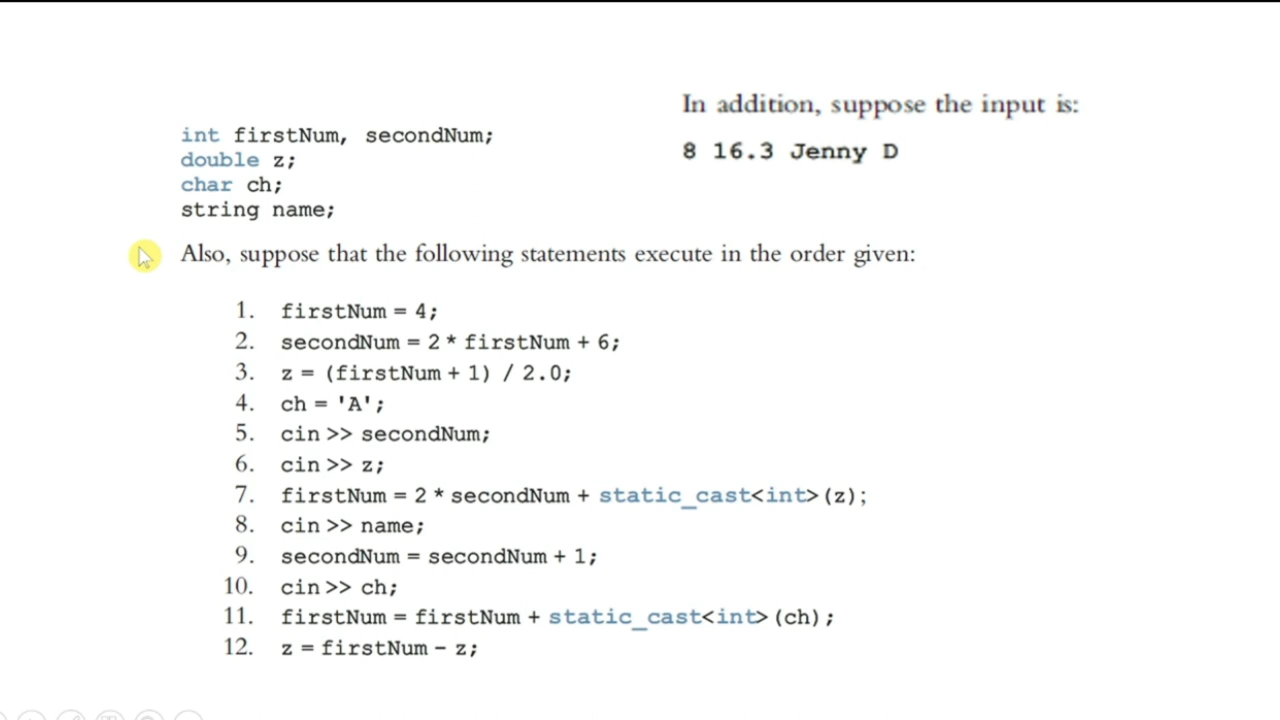 In addition, suppose the input is:
8 16.3 Jenny D
int firstNum, secondNum;
double z;
char ch;
string name;
Also, suppose that the following statements execute in the order given:
1. firstNum = 4;
2. secondNum = 2 * firstNum + 6;
3. z = (firstNum + 1) / 2.0;
4. ch = 'A';
5. cin >> secondNum;
6. cin >> z;
7. firstNum = 2 * secondNum + static_cast<int>(z);
8. cin >> name;
9. secondNum = secondNum + 1;
10. cin >> ch;
11. firstNum = firstNum + static_cast<int>(ch);
12. z = firstNum - z;